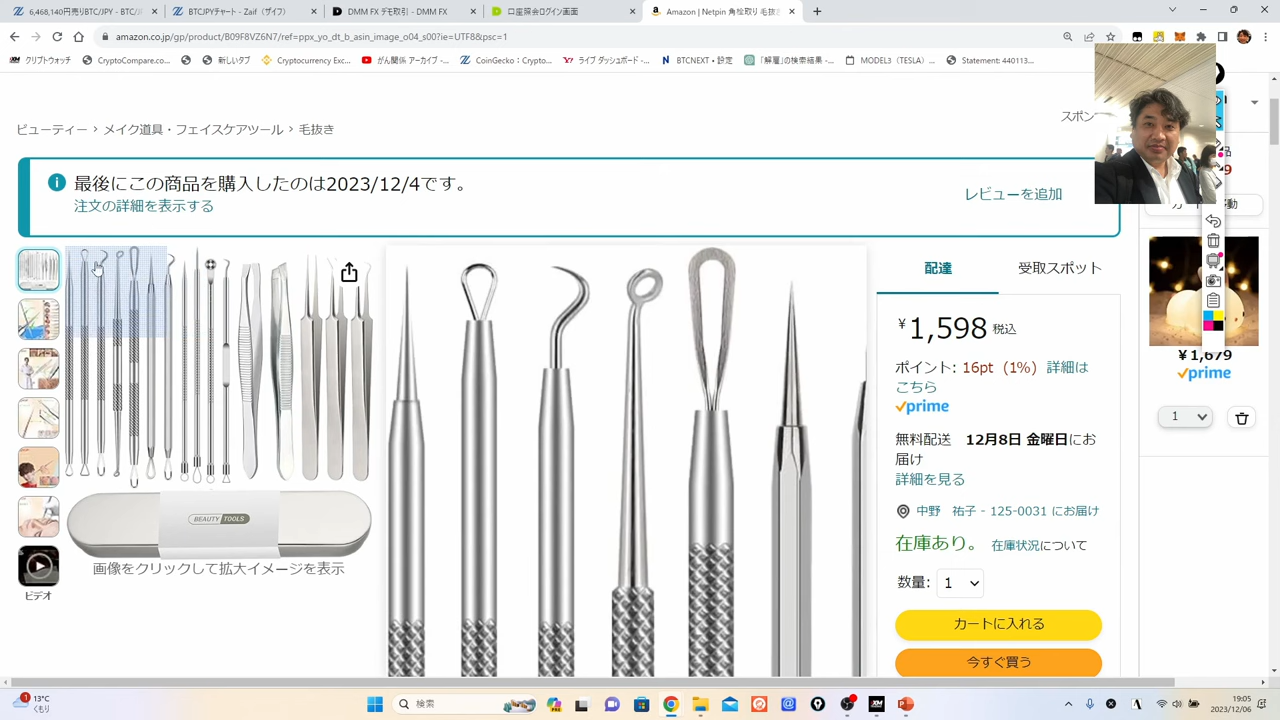 6,468,140円売り|BTC/JPY - BTC/J
BTCJPYチャート - Zaif（ザイフ）
DMM FX デモ取引 - DMM FX
口座照会ログイン画面
Amazon | Netpin 角栓取り 毛抜き
amazon.co.jp/gp/product/B09F8VZ6N7/ref=ppx_yo_dt_b_asin_image_o04_s00?ie=UTF8&psc=1
クリプトウォッチ
CryptoCompare.co...
新しいタブ
Cryptocurrency Exc...
がん関係 アーカイブ -...
CoinGecko：Crypto...
ライブ ダッシュボード -...
BTCNEXT • 設定
「解雇」の検索結果 -...
MODEL3（TESLA）...
Statement: 440113...
ビューティー › メイク道具・フェイスケアツール › 毛抜き
スポン
最後にこの商品を購入したのは2023/12/4です。
注文の詳細を表示する
レビューを追加
配達
受取スポット
¥1,598 税込
ポイント: 16pt (1%) 詳細は
こちら
prime
無料配送 12月8日 金曜日にお
届け
詳細を見る
中野 祐子 - 125-0031 にお届け
在庫あり。 在庫状況について
数量: 1
カートに入れる
今すぐ買う
BEAUTY TOOLS
画像をクリックして拡大イメージを表示
ビデオ
¥1,679
prime
1
1
13°C
くもり
検索
19:05
2023/12/06